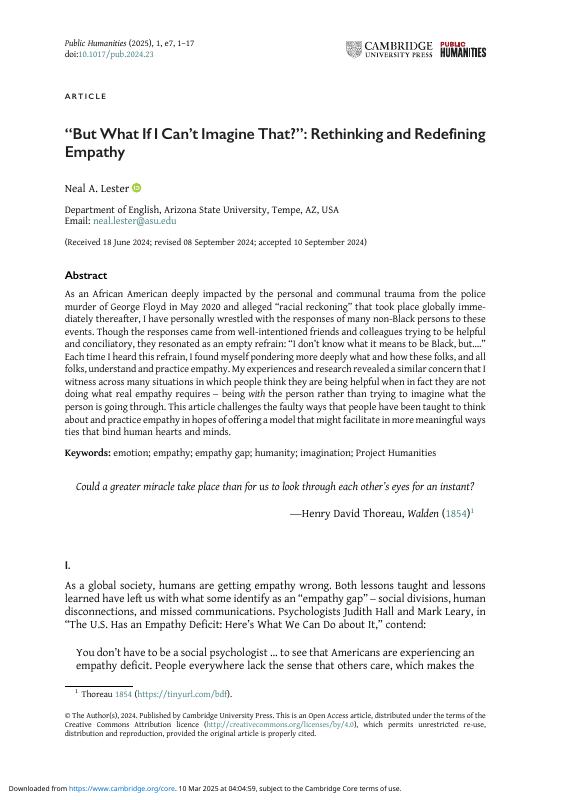 Public Humanities (2025), 1, e7, 1–17
doi:10.1017/pub.2024.23
CAMBRIDGE
UNIVERSITY PRESS
PUBLIC
HUMANITIES
ARTICLE
“But What If I Can’t Imagine That?”: Rethinking and Redefining
Empathy
Neal A. Lester
Department of English, Arizona State University, Tempe, AZ, USA
Email: neal.lester@asu.edu
(Received 18 June 2024; revised 08 September 2024; accepted 10 September 2024)
Abstract
As an African American deeply impacted by the personal and communal trauma from the police
murder of George Floyd in May 2020 and alleged “racial reckoning” that took place globally imme-
diately thereafter, I have personally wrestled with the responses of many non-Black persons to these
events. Though the responses came from well-intentioned friends and colleagues trying to be helpful
and conciliatory, they resonated as an empty refrain: “I don’t know what it means to be Black, but....”
Each time I heard this refrain, I found myself pondering more deeply what and how these folks, and all
folks, understand and practice empathy. My experiences and research revealed a similar concern that I
witness across many situations in which people think they are being helpful when in fact they are not
doing what real empathy requires – being with the person rather than trying to imagine what the
person is going through. This article challenges the faulty ways that people have been taught to think
about and practice empathy in hopes of offering a model that might facilitate in more meaningful ways
ties that bind human hearts and minds.
Keywords: emotion; empathy; empathy gap; humanity; imagination; Project Humanities
Could a greater miracle take place than for us to look through each other’s eyes for an instant?
—Henry David Thoreau, Walden (1854)1
I.
As a global society, humans are getting empathy wrong. Both lessons taught and lessons
learned have left us with what some identify as an “empathy gap” – social divisions, human
disconnections, and missed communications. Psychologists Judith Hall and Mark Leary, in
“The U.S. Has an Empathy Deficit: Here’s What We Can Do about It,” contend:
You don’t have to be a social psychologist ... to see that Americans are experiencing an
empathy deficit. People everywhere lack the sense that others care, which makes the
1 Thoreau 1854 (https://tinyurl.com/bdf).
© The Author(s), 2024. Published by Cambridge University Press. This is an Open Access article, distributed under the terms of the
Creative Commons Attribution licence (http://creativecommons.org/licenses/by/4.0), which permits unrestricted re-use,
distribution and reproduction, provided the original article is properly cited.
Downloaded from https://www.cambridge.org/core. 10 Mar 2025 at 04:04:59, subject to the Cambridge Core terms of use.